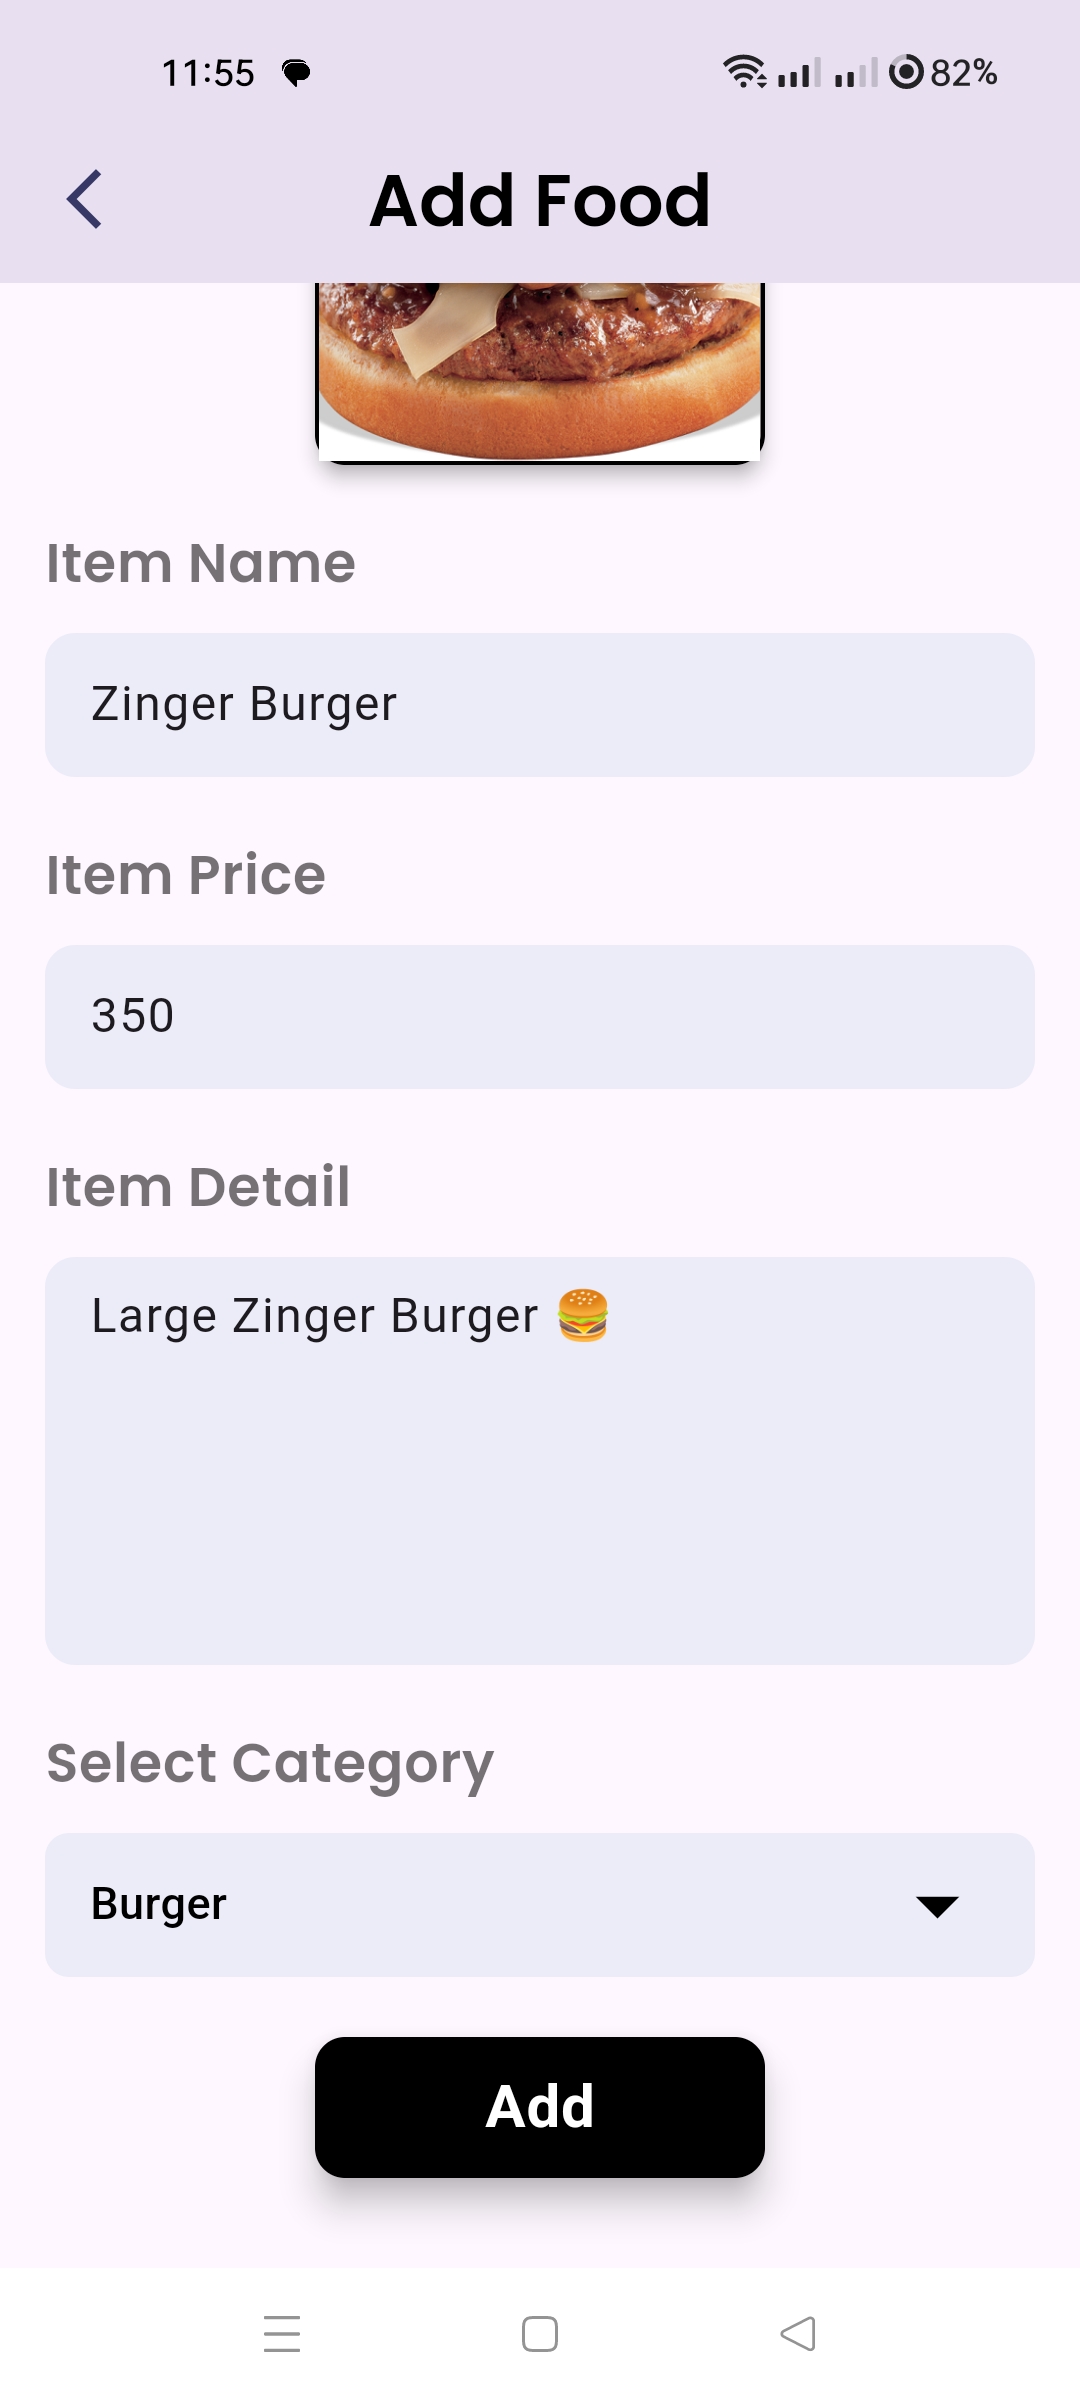 11:55 82%
Add Food
Item Name
Zinger Burger
Item Price
350
Item Detail
Large Zinger Burger 🍔
Select Category
Burger
Add